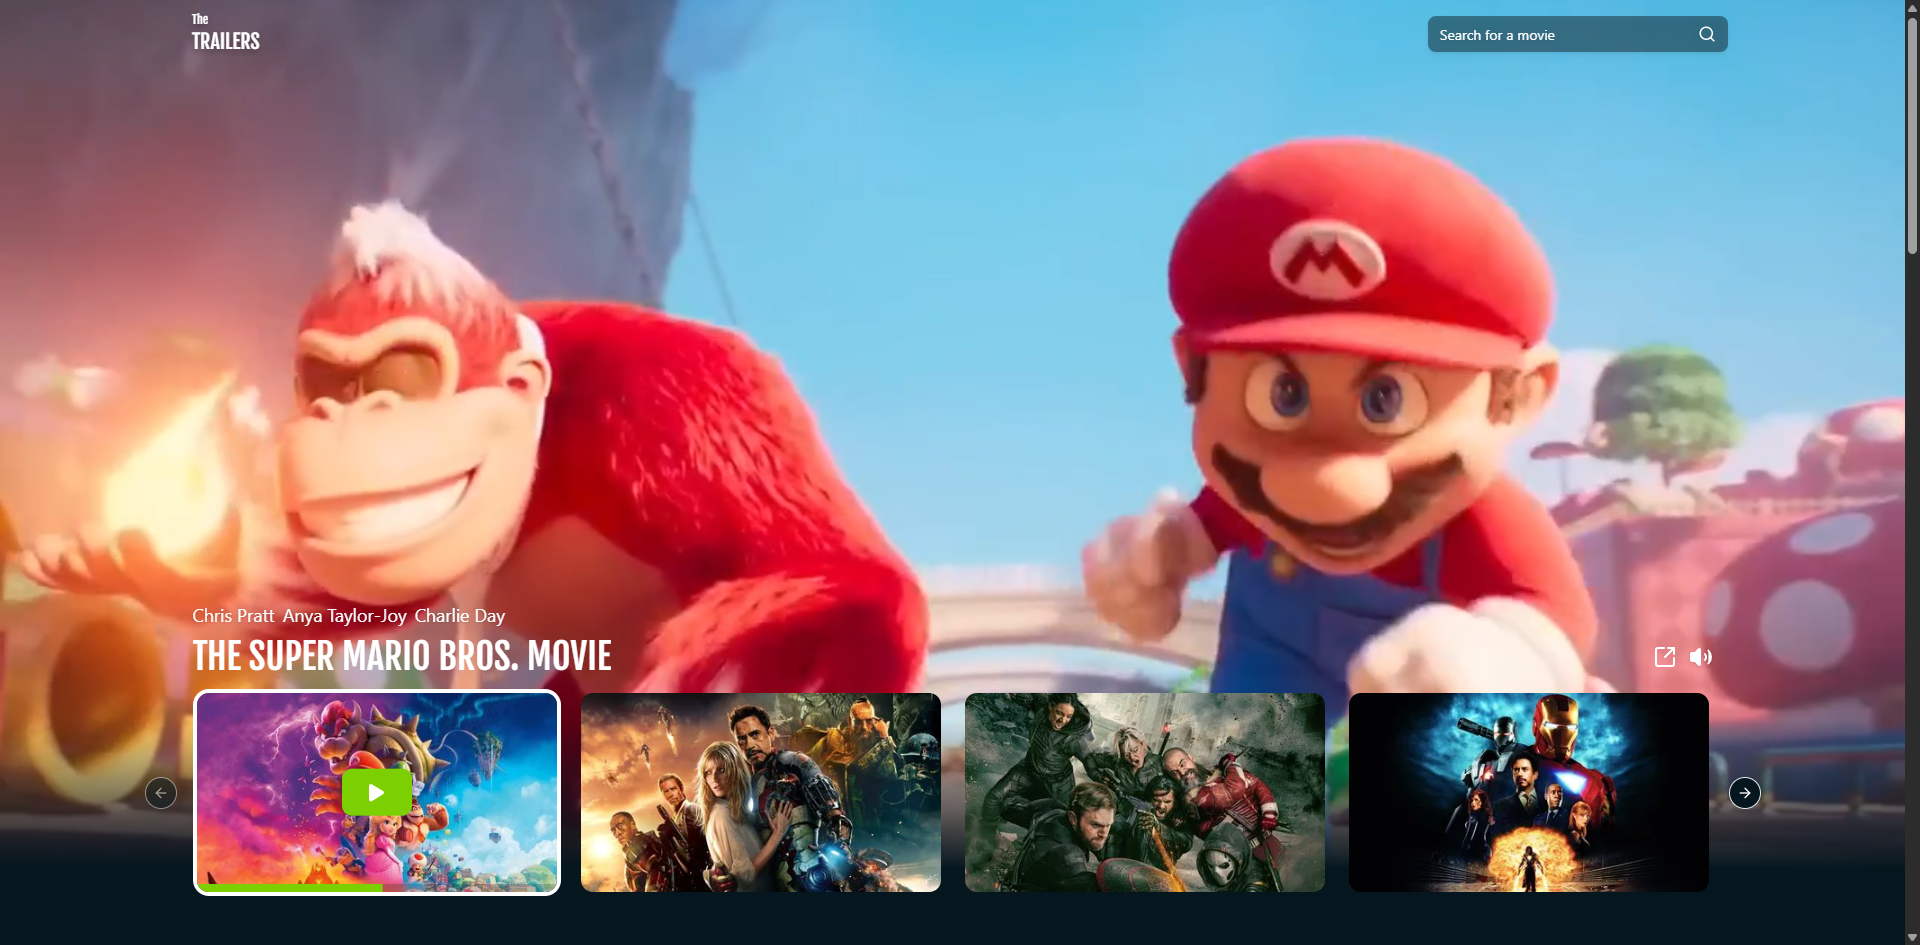 The
TRAILERS
Search for a movie
M
Chris Pratt Anya Taylor-Joy Charlie Day
THE SUPER MARIO BROS. MOVIE